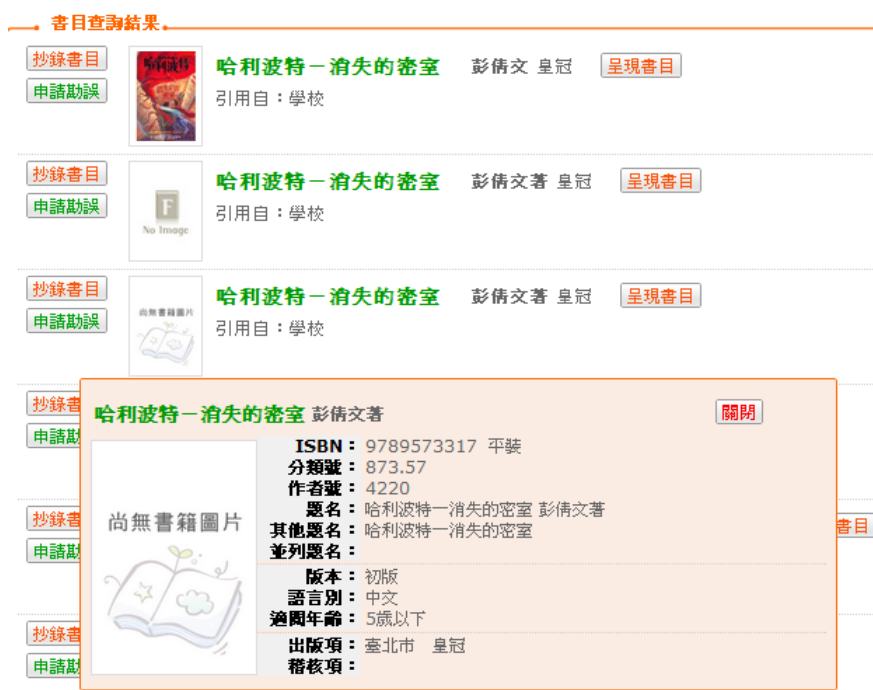 書目查詢結果
抄錄書目
申請勘誤
哈利波特
哈利波特－消失的密室 彭倩文 皇冠 呈現書目
引用自：學校
抄錄書目
申請勘誤
F
No Image
哈利波特－消失的密室 彭倩文著 皇冠 呈現書目
引用自：學校
抄錄書目
申請勘誤
尚無書籍圖片
哈利波特－消失的密室 彭倩文著 皇冠 呈現書目
引用自：學校
抄錄書
申請勘
抄錄書
申請勘
書目
抄錄書
申請勘
哈利波特－消失的密室 彭倩文著 關閉
尚無書籍圖片
ISBN： 9789573317 平裝
分類號： 873.57
作者號： 4220
題名： 哈利波特一消失的密室 彭倩文著
其他題名： 哈利波特一消失的密室
並列題名：
版本： 初版
語言別： 中文
適閱年齡： 5歲以下
出版項： 臺北市 皇冠
稽核項：